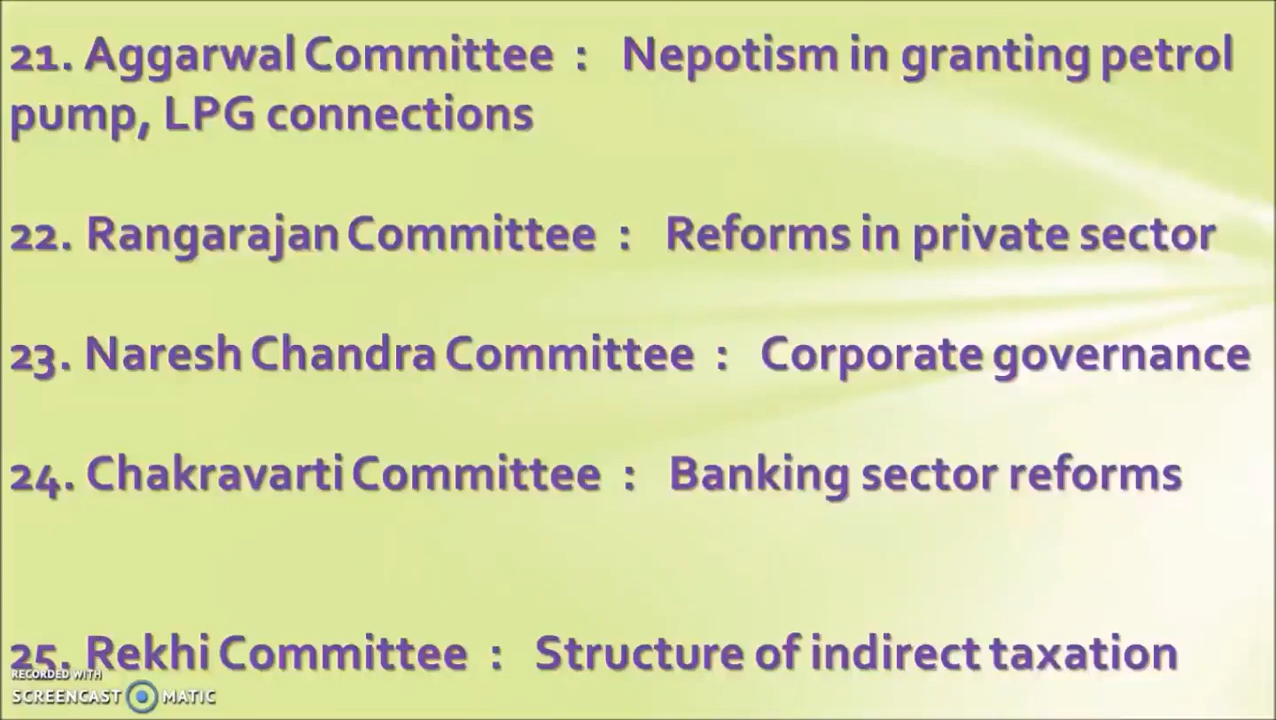 21. Aggarwal Committee : Nepotism in granting petrol
pump, LPG connections
22. Rangarajan Committee : Reforms in private sector
23. Naresh Chandra Committee : Corporate governance
24. Chakravarti Committee : Banking sector reforms
25. Rekhi Committee : Structure of indirect taxation
RECORDED WITH
SCREENCAST MATIC